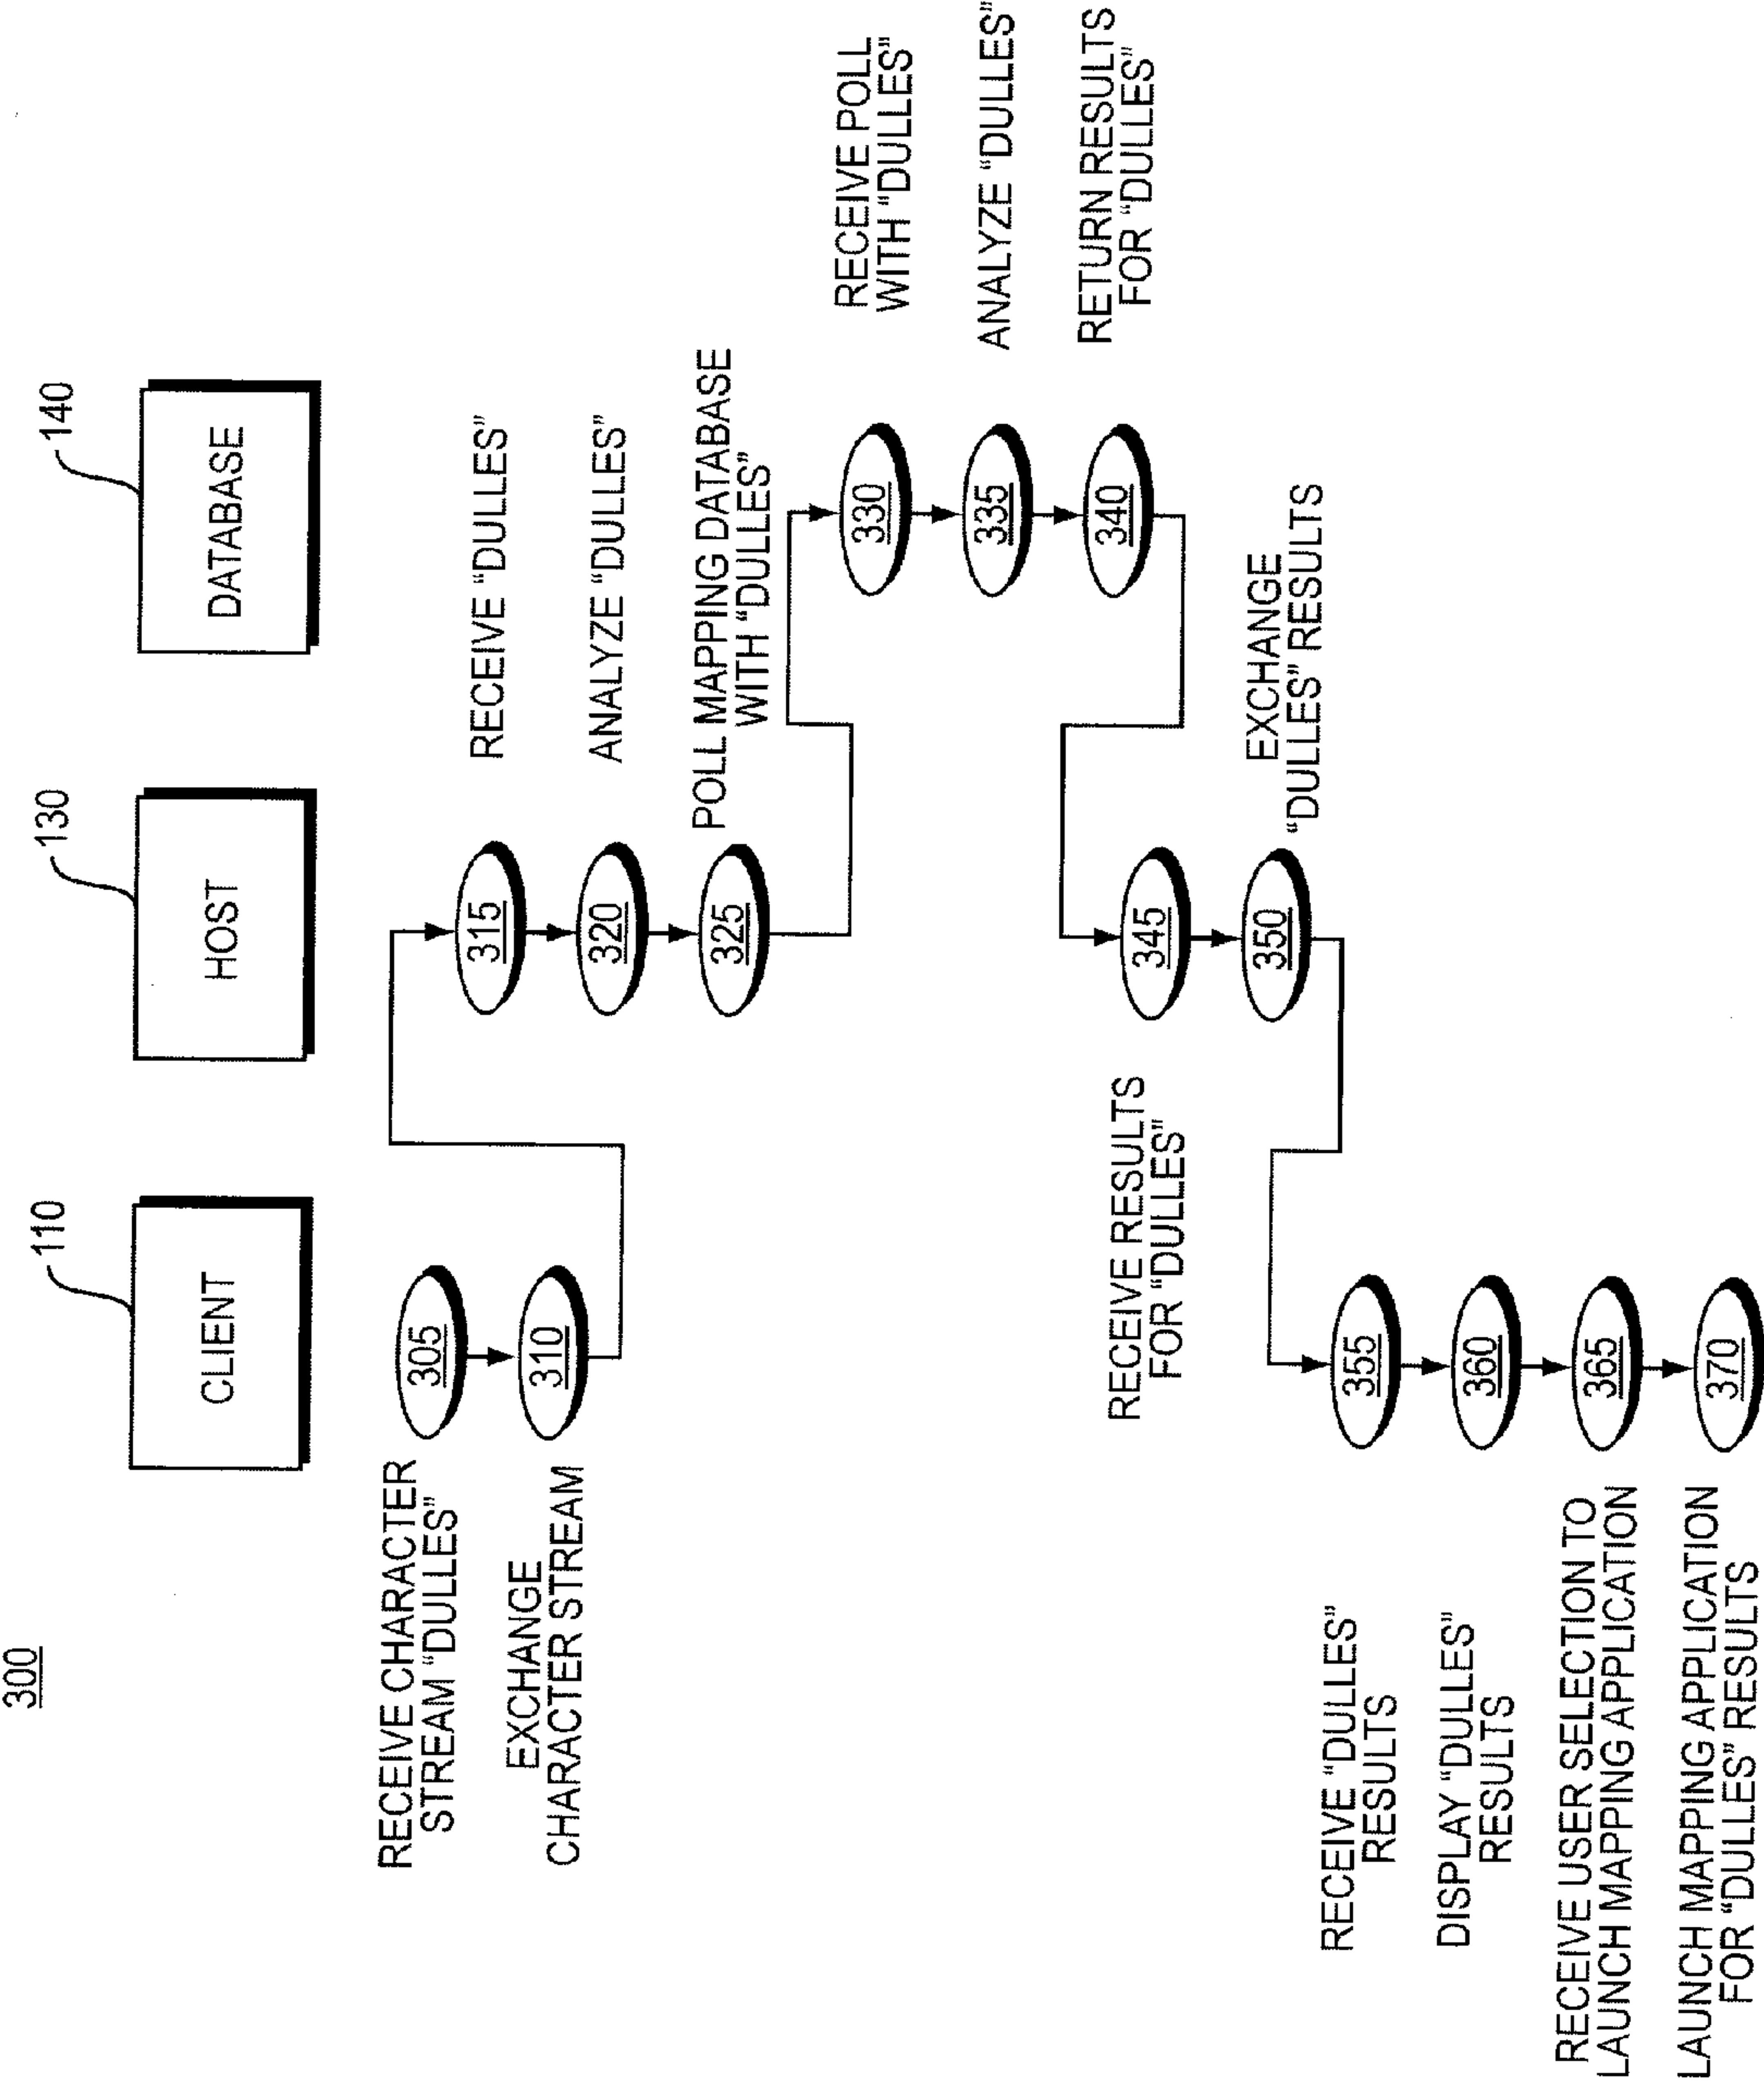 300
110
130
140
CLIENT
HOST
DATABASE
RECEIVE CHARACTER
STREAM "DULLES"
305
EXCHANGE
CHARACTER STREAM
310
315
RECEIVE "DULLES"
320
ANALYZE "DULLES"
325
POLL MAPPING DATABASE
WITH "DULLES"
330
RECEIVE POLL
WITH "DULLES"
335
ANALYZE "DULLES"
340
RETURN RESULTS
FOR "DULLES"
RECEIVE RESULTS
FOR "DULLES"
345
350
EXCHANGE
"DULLES" RESULTS
RECEIVE "DULLES"
RESULTS
355
DISPLAY "DULLES"
RESULTS
360
RECEIVE USER SELECTION TO
LAUNCH MAPPING APPLICATION
365
LAUNCH MAPPING APPLICATION
FOR "DULLES" RESULTS
370